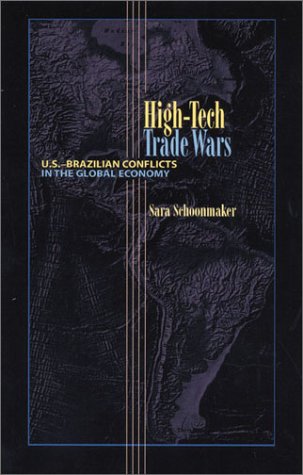 High-Tech
Trade Wars
U.S.–BRAZILIAN CONFLICTS
IN THE GLOBAL ECONOMY
Sara Schoonmaker